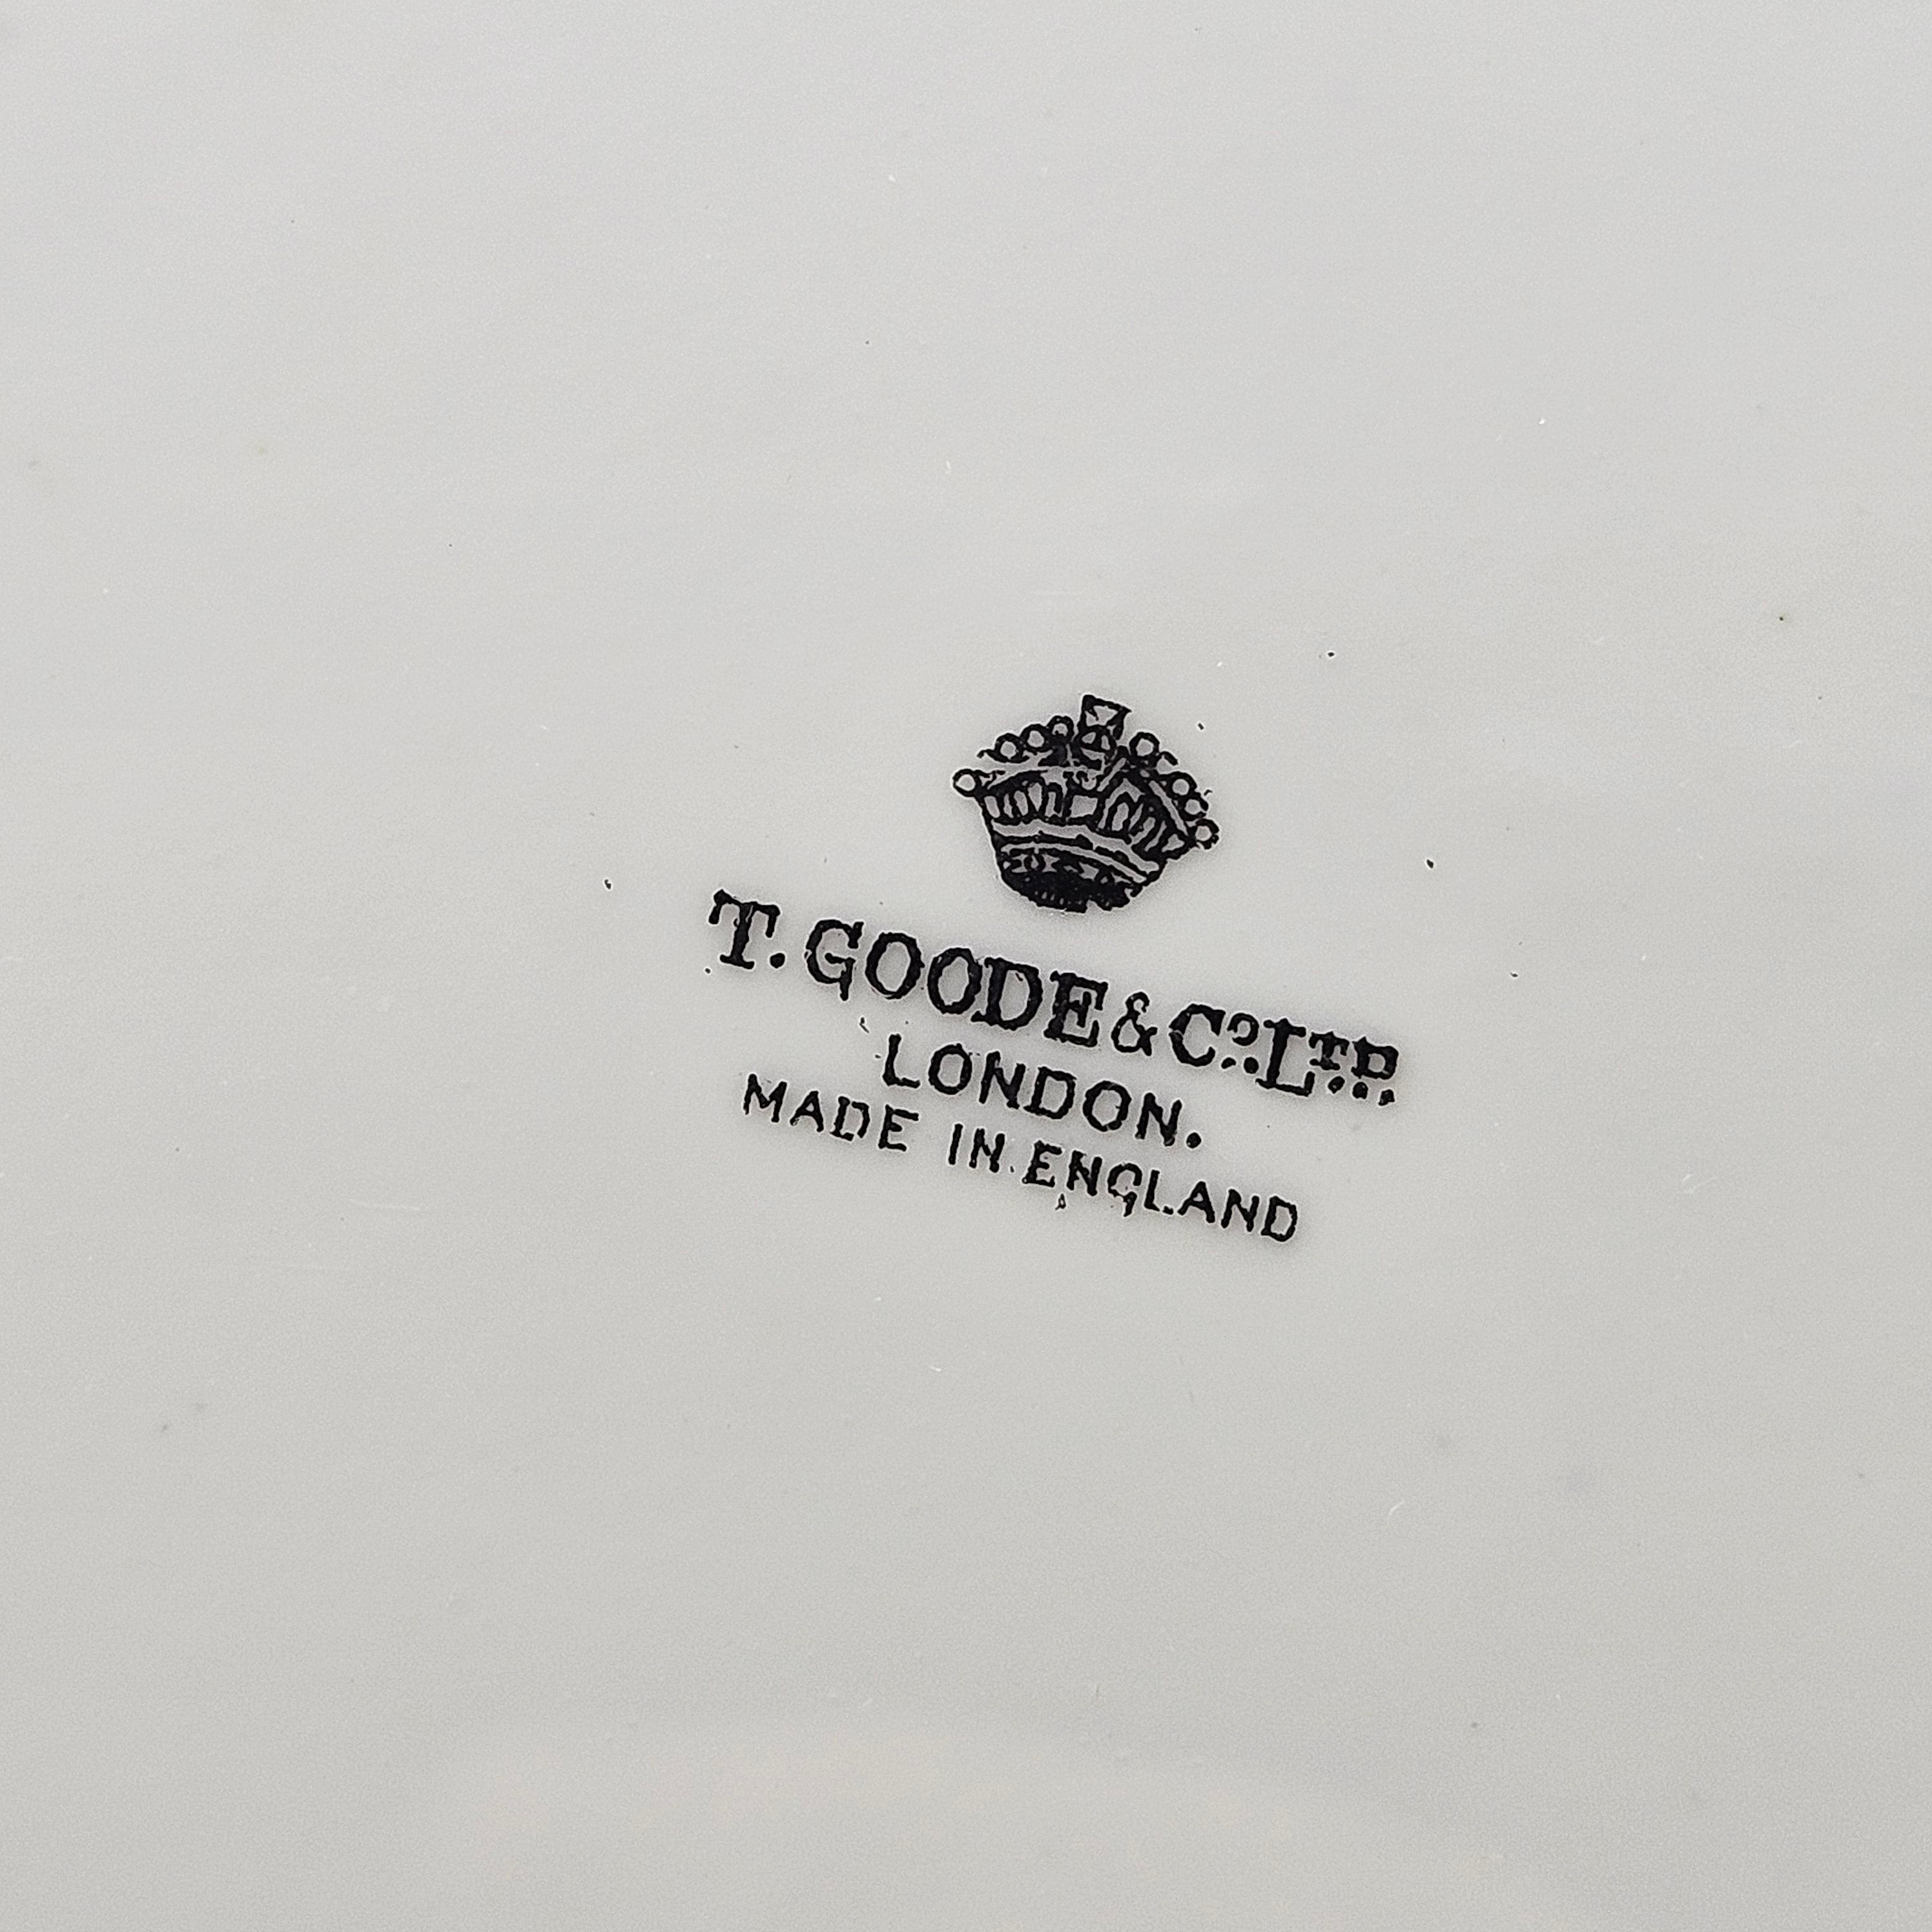 T. GOODE & Cº. LTD.
LONDON.
MADE IN ENGLAND